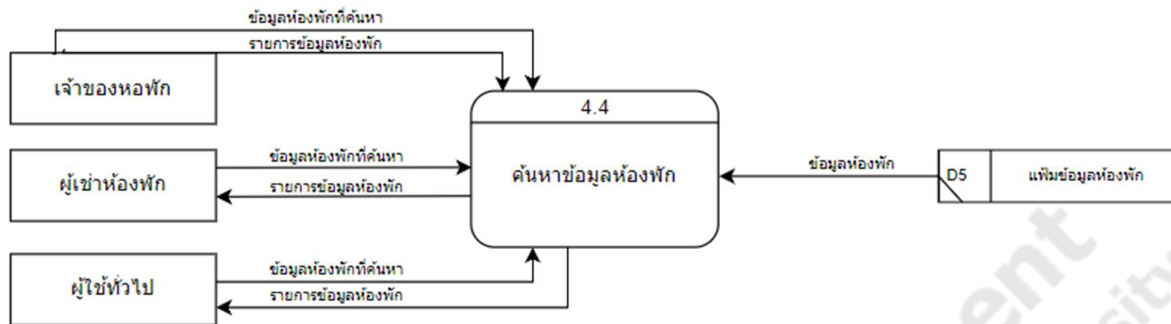 ข้อมูลห้องพักที่ค้นหา
รายการข้อมูลห้องพัก
เจ้าของหอพัก
4.4
ค้นหาข้อมูลห้องพัก
ข้อมูลห้องพักที่ค้นหา
รายการข้อมูลห้องพัก
ผู้เช่าห้องพัก
ข้อมูลห้องพัก
D5
แฟ้มข้อมูลห้องพัก
ข้อมูลห้องพักที่ค้นหา
รายการข้อมูลห้องพัก
ผู้ใช้ทั่วไป